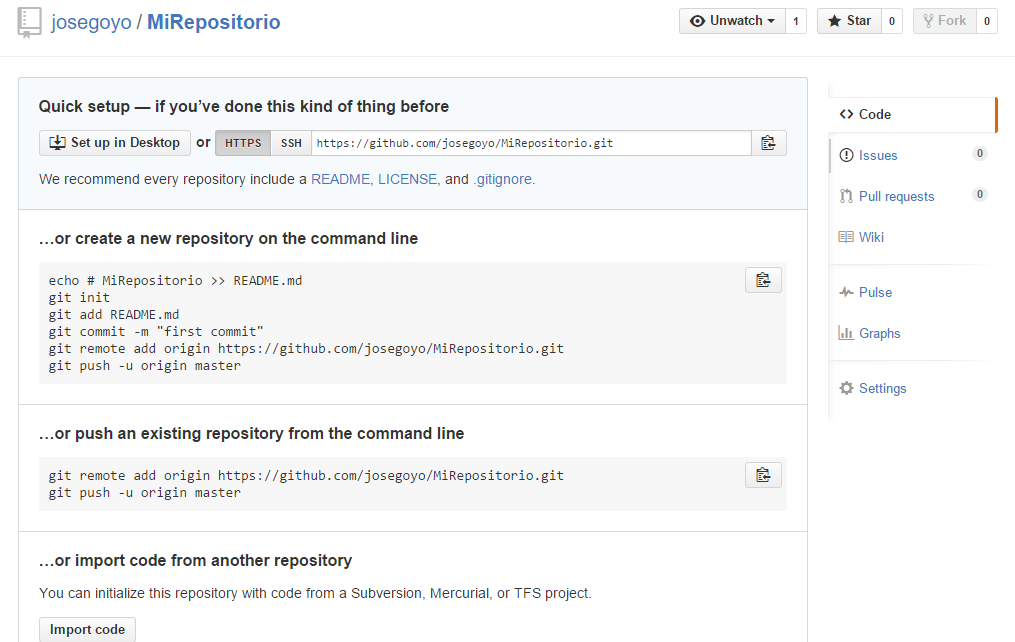 josegoyo / MiRepositorio
Unwatch 1 Star 0 Fork 0
Quick setup — if you’ve done this kind of thing before
Set up in Desktop or HTTPS SSH https://github.com/josegoyo/MiRepositorio.git
We recommend every repository include a README, LICENSE, and .gitignore.
…or create a new repository on the command line
echo # MiRepositorio >> README.md
git init
git add README.md
git commit -m "first commit"
git remote add origin https://github.com/josegoyo/MiRepositorio.git
git push -u origin master
…or push an existing repository from the command line
git remote add origin https://github.com/josegoyo/MiRepositorio.git
git push -u origin master
…or import code from another repository
You can initialize this repository with code from a Subversion, Mercurial, or TFS project.
Import code
Code
Issues 0
Pull requests 0
Wiki
Pulse
Graphs
Settings